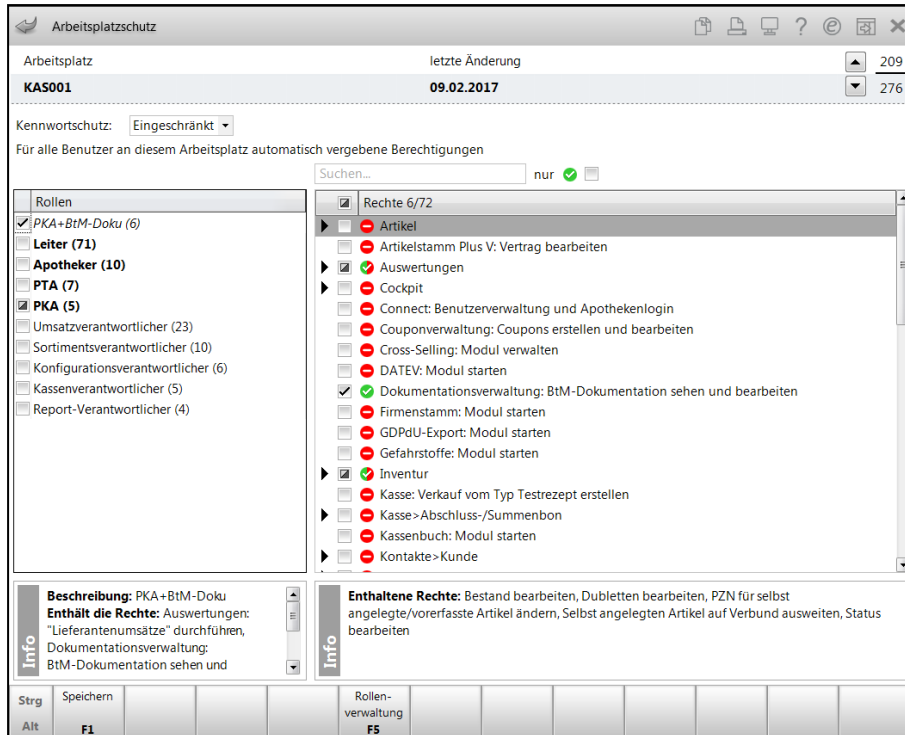 Arbeitsplatzschutz
Arbeitsplatz letzte Änderung 209
KAS001 09.02.2017 276
Kennwortschutz: Eingeschränkt
Für alle Benutzer an diesem Arbeitsplatz automatisch vergebene Berechtigungen
Suchen... nur
Rollen
PKA+BtM-Doku (6)
Leiter (71)
Apotheker (10)
PTA (7)
PKA (5)
Umsatzverantwortlicher (23)
Sortimentsverantwortlicher (10)
Konfigurationsverantwortlicher (6)
Kassenverantwortlicher (5)
Report-Verantwortlicher (4)
Rechte 6/72
Artikel
Artikelstamm Plus V: Vertrag bearbeiten
Auswertungen
Cockpit
Connect: Benutzerverwaltung und Apothekenlogin
Couponverwaltung: Coupons erstellen und bearbeiten
Cross-Selling: Modul verwalten
DATEV: Modul starten
Dokumentationsverwaltung: BtM-Dokumentation sehen und bearbeiten
Firmenstamm: Modul starten
GDPdU-Export: Modul starten
Gefahrstoffe: Modul starten
Inventur
Kasse: Verkauf vom Typ Testrezept erstellen
Kasse>Abschluss-/Summenbon
Kassenbuch: Modul starten
Kontakte>Kunde
Info
Beschreibung: PKA+BtM-Doku
Enthält die Rechte: Auswertungen:
"Lieferantenumsätze" durchführen,
Dokumentationsverwaltung:
BtM-Dokumentation sehen und
Info
Enthaltene Rechte: Bestand bearbeiten, Dubletten bearbeiten, PZN für selbst
angelegte/vorerfasste Artikel ändern, Selbst angelegten Artikel auf Verbund ausweiten, Status
bearbeiten
Strg
Alt
Speichern
F1
Rollen-
verwaltung
F5